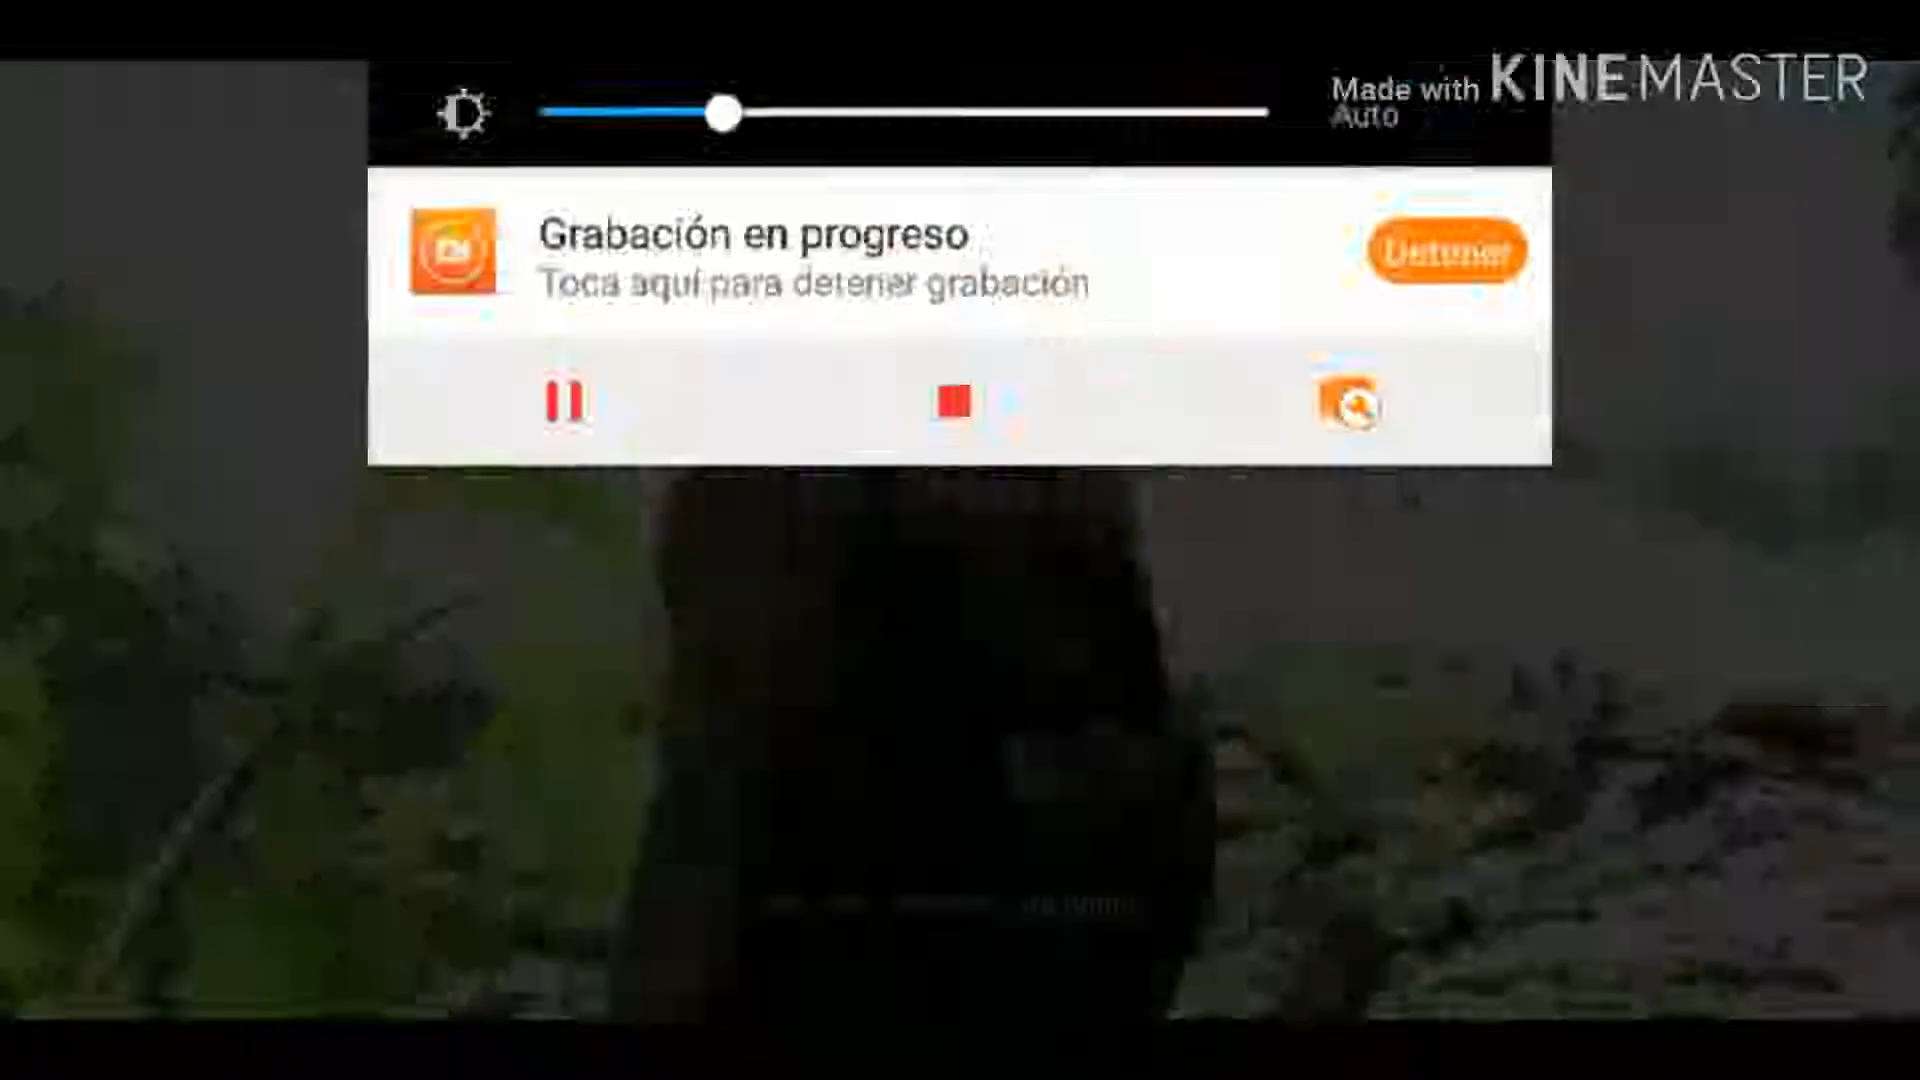 Made with KINEMASTER
Auto
Grabación en progreso
Toca aquí para detener grabación
Detener